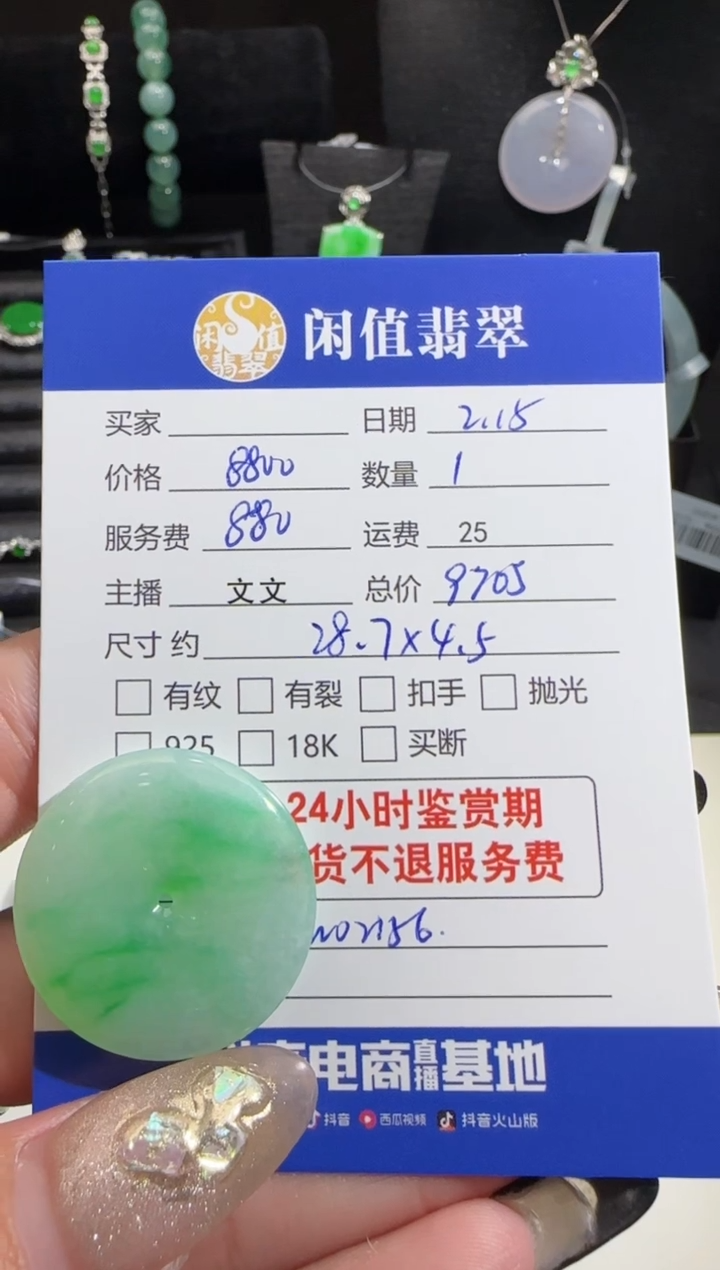 闲值翡翠 闲值翡翠
买家 日期 2.15
价格 8800 数量 1
服务费 880 运费 25
主播 文文 总价 9705
尺寸 约 28.7×4.5
有纹 有裂 扣手 抛光
925 18K 买断
24小时鉴赏期
货不退服务费
电商直播基地
抖音 西瓜视频 抖音火山版